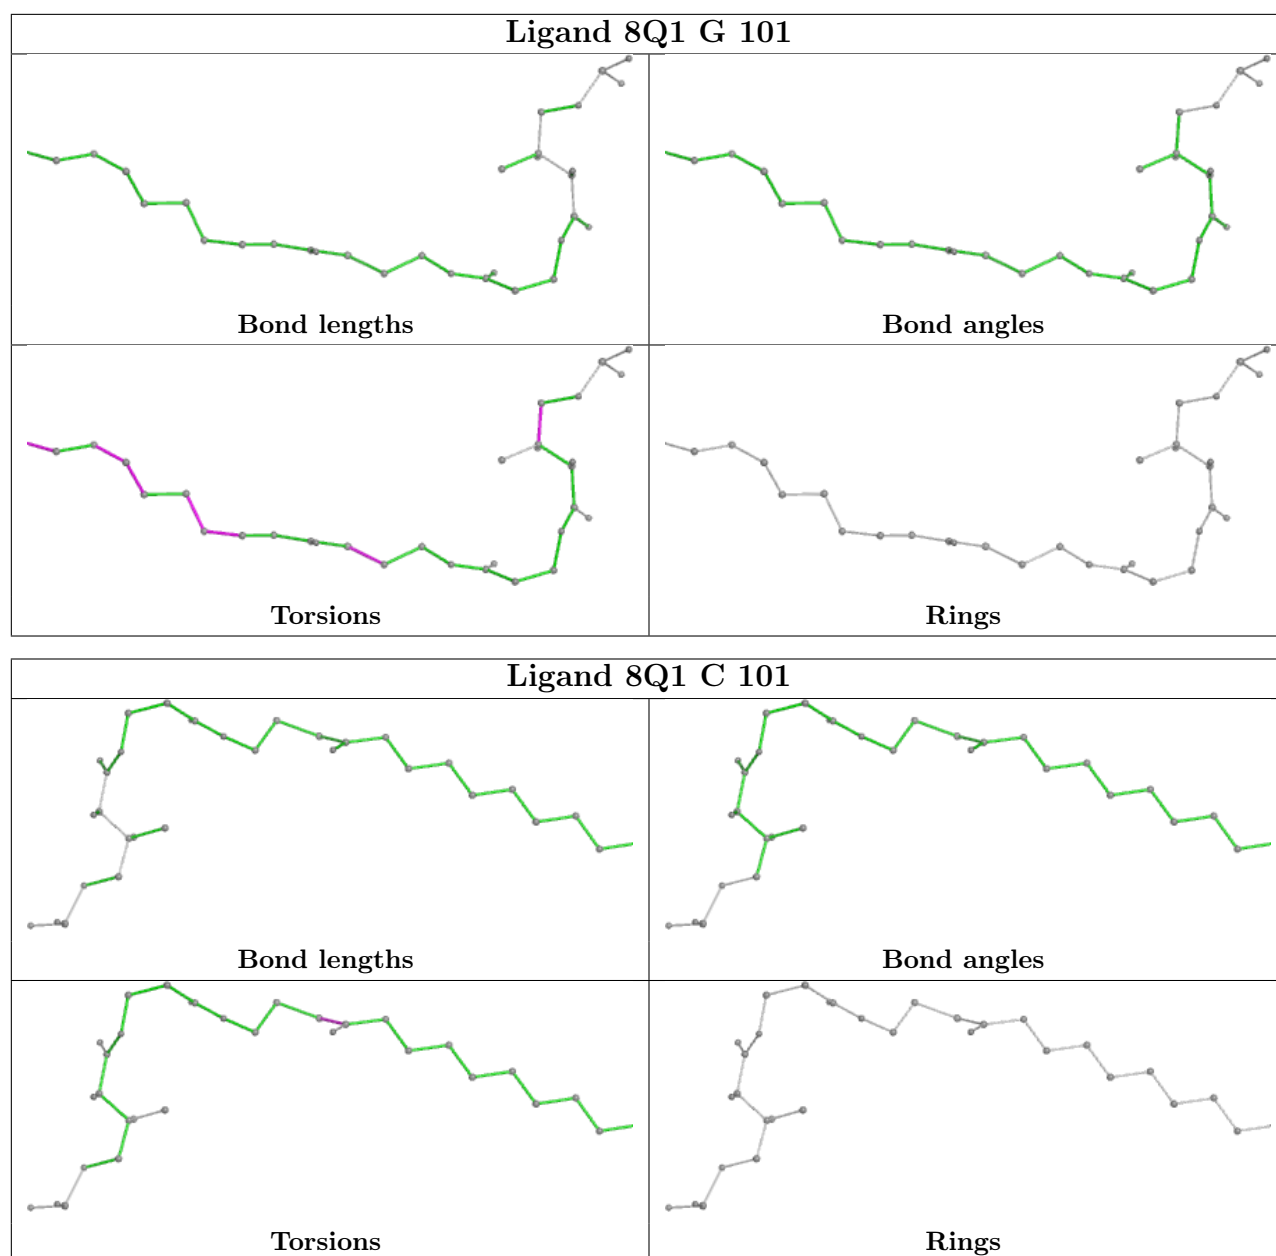 Ligand 8Q1 G 101
Bond lengths
Bond angles
Torsions
Rings
Ligand 8Q1 C 101
Bond lengths
Bond angles
Torsions
Rings